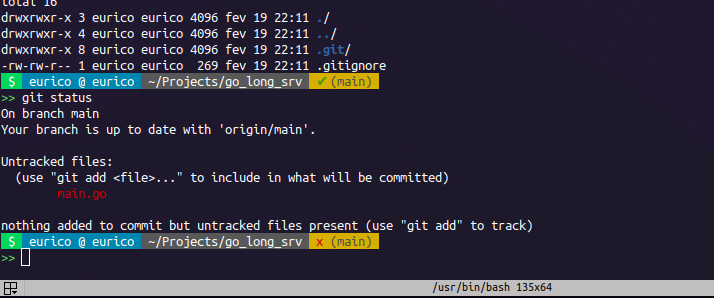 total 16
drwxrwxr-x 3 eurico eurico 4096 fev 19 22:11 ./
drwxrwxr-x 4 eurico eurico 4096 fev 19 22:11 ../
drwxrwxr-x 8 eurico eurico 4096 fev 19 22:11 .git/
-rw-rw-r-- 1 eurico eurico  269 fev 19 22:11 .gitignore
$ eurico @ eurico ~/Projects/go_long_srv ✔(main)
>> git status
On branch main
Your branch is up to date with 'origin/main'.

Untracked files:
  (use "git add <file>..." to include in what will be committed)
        main.go

nothing added to commit but untracked files present (use "git add" to track)
$ eurico @ eurico ~/Projects/go_long_srv x (main)
>>
/usr/bin/bash 135x64